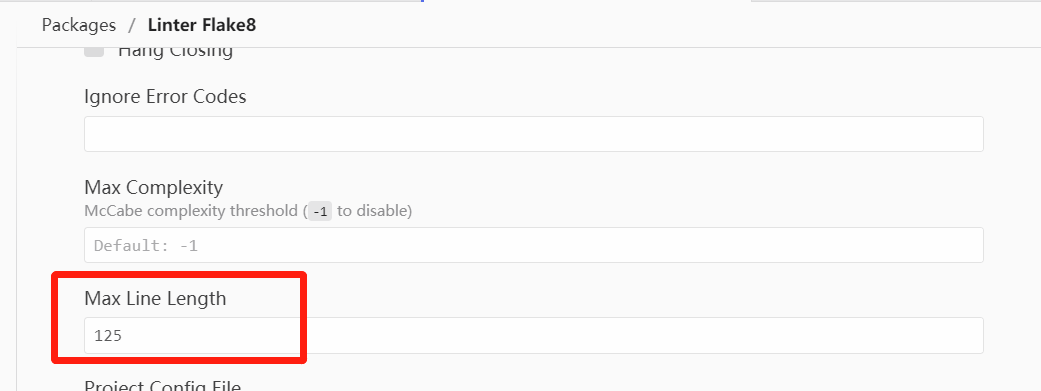 Packages / Linter Flake8
Hang Closing
Ignore Error Codes
Max Complexity
McCabe complexity threshold (-1 to disable)
Default: -1
Max Line Length
125
Project Config File